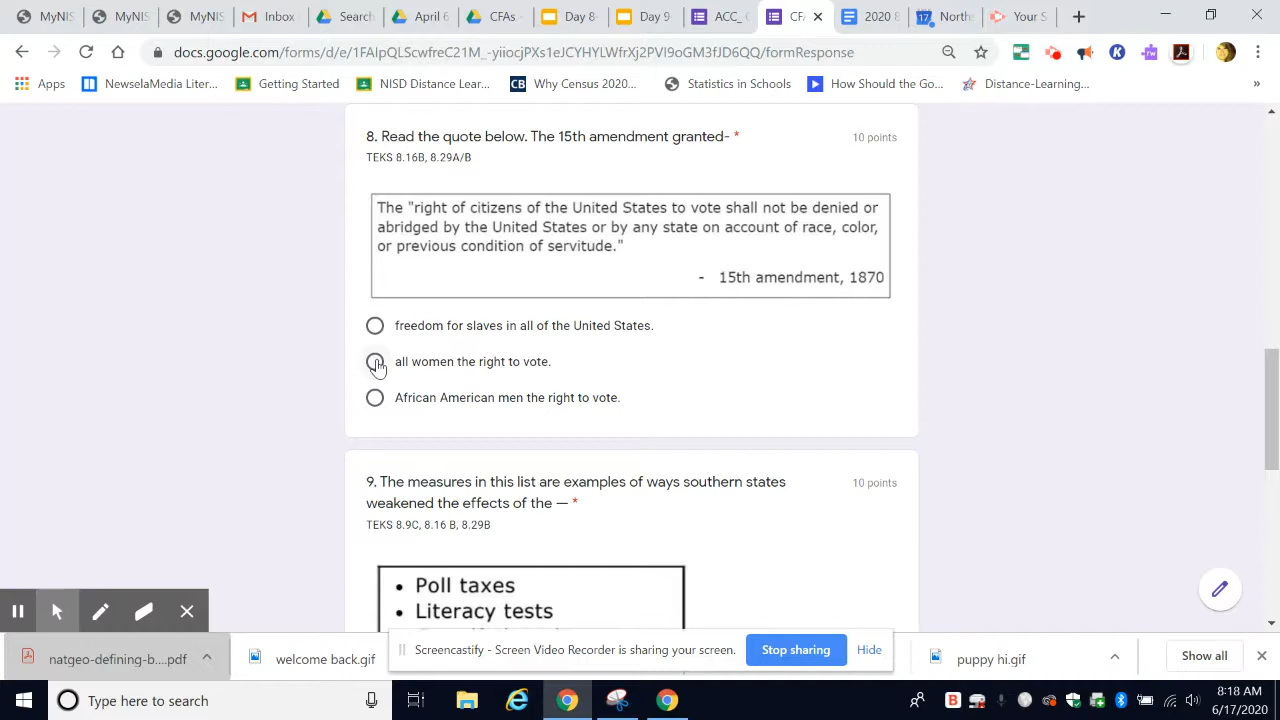 MyNIS
MyNIS
MyNIS
Inbox
Search
April 6
CFAs -
Day 8
Day 9
ACC_
CFA
2020 8
17
North
Your S
docs.google.com/forms/d/e/1FAIpQLScwfreC21M_-yiiocjPXs1eJCYHYLWfrXj2PVI9oGM3fJD6QQ/formResponse
Apps
NewselaMedia Liter...
Getting Started
NISD Distance Lear...
CB
Why Census 2020...
Statistics in Schools
How Should the Go...
Distance-Learning...
»
8. Read the quote below. The 15th amendment granted- *
10 points
TEKS 8.16B, 8.29A/B
The "right of citizens of the United States to vote shall not be denied or
abridged by the United States or by any state on account of race, color,
or previous condition of servitude."
- 15th amendment, 1870
freedom for slaves in all of the United States.
all women the right to vote.
African American men the right to vote.
9. The measures in this list are examples of ways southern states
weakened the effects of the — *
10 points
TEKS 8.9C, 8.16 B, 8.29B
• Poll taxes
• Literacy tests
natgeo-defining-b....pdf
welcome back.gif
Screencastify - Screen Video Recorder is sharing your screen.
Stop sharing
Hide
puppy hi.gif
Show all
Type here to search
8:18 AM
6/17/2020